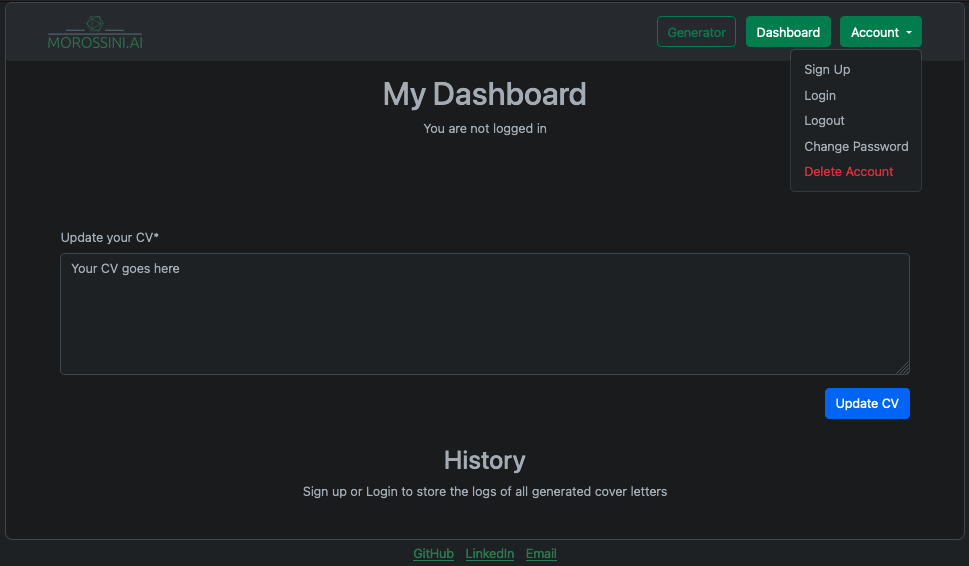 MOROSSINI.AI
Generator Dashboard Account
Sign Up
Login
Logout
Change Password
Delete Account
My Dashboard
You are not logged in
Update your CV*
Your CV goes here
Update CV
History
Sign up or Login to store the logs of all generated cover letters
GitHub LinkedIn Email